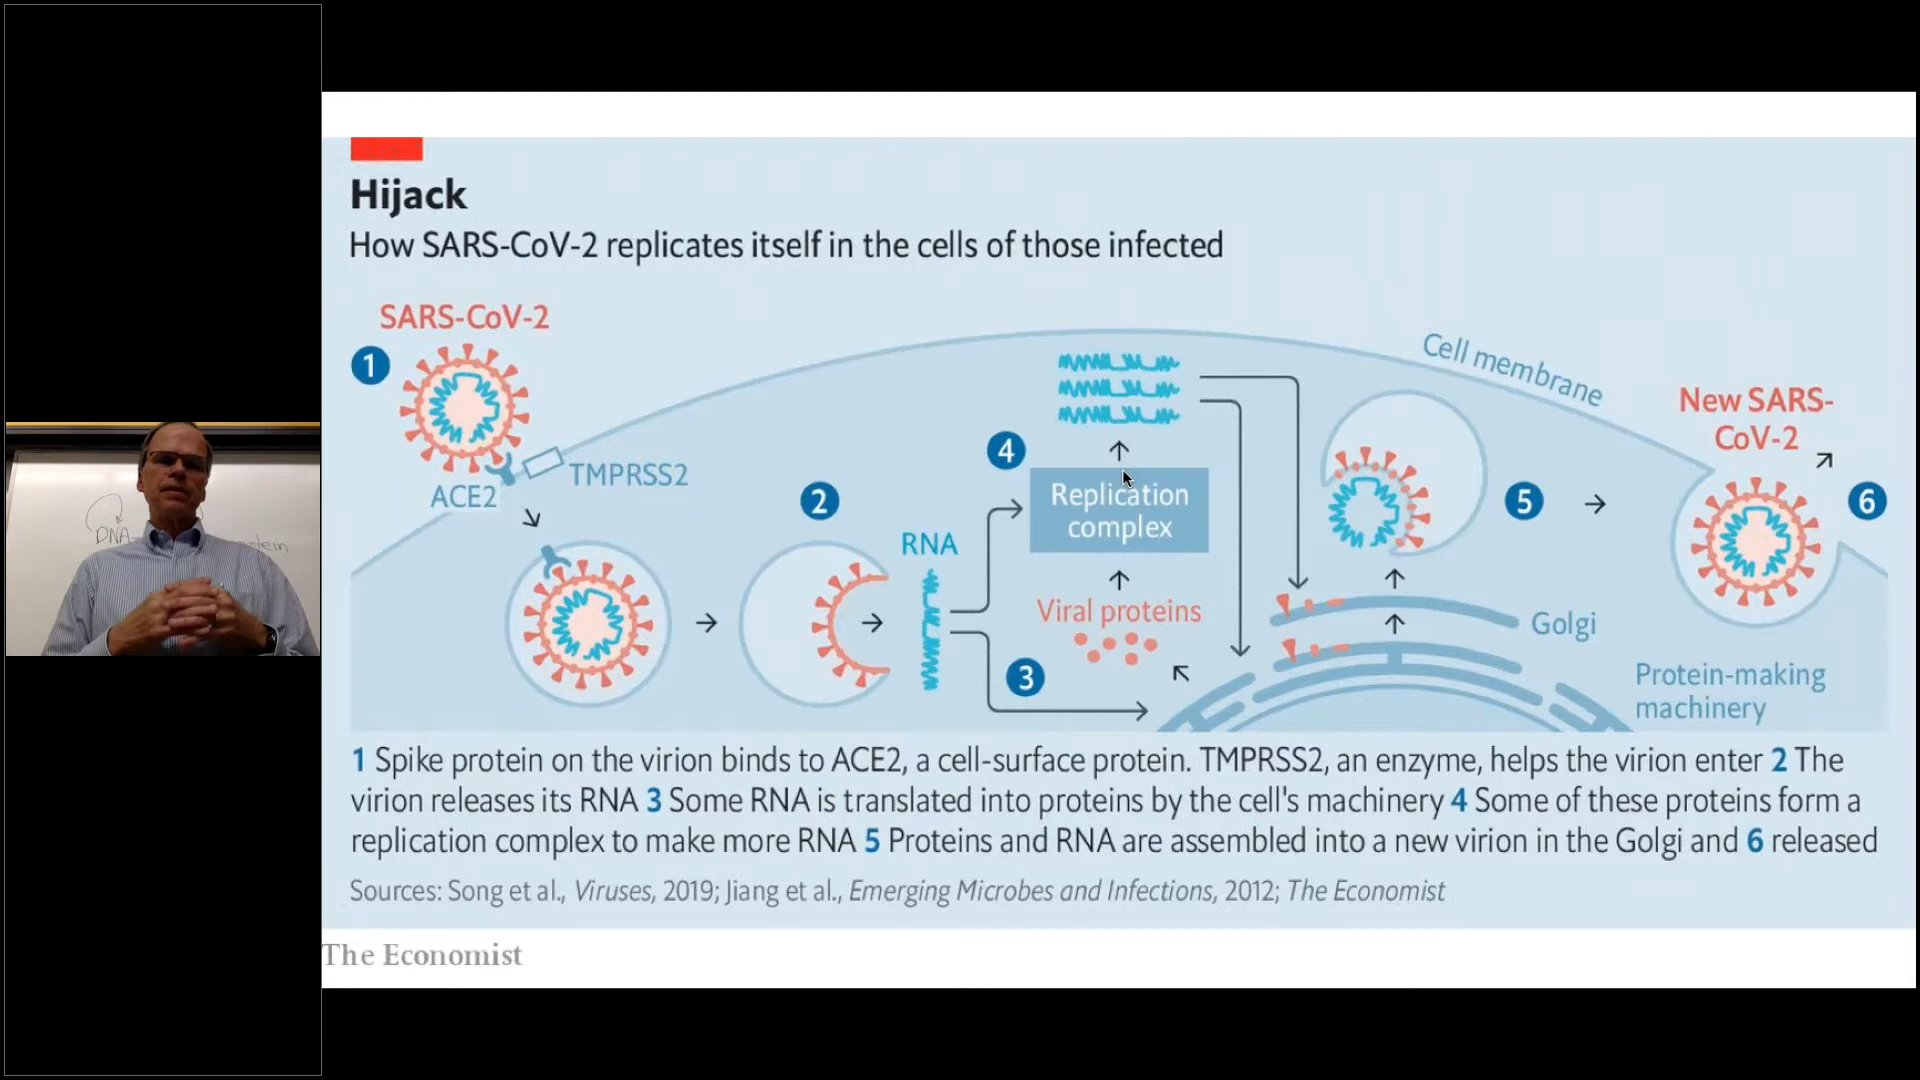 Hijack
How SARS-CoV-2 replicates itself in the cells of those infected
SARS-CoV-2
1
ACE2
TMPRSS2
2
RNA
3
4
Replication
complex
Viral proteins
Cell membrane
5
Golgi
Protein-making
machinery
New SARS-
CoV-2
6
1 Spike protein on the virion binds to ACE2, a cell-surface protein. TMPRSS2, an enzyme, helps the virion enter 2 The
virion releases its RNA 3 Some RNA is translated into proteins by the cell's machinery 4 Some of these proteins form a
replication complex to make more RNA 5 Proteins and RNA are assembled into a new virion in the Golgi and 6 released
Sources: Song et al., Viruses, 2019; Jiang et al., Emerging Microbes and Infections, 2012; The Economist
The Economist
DNA